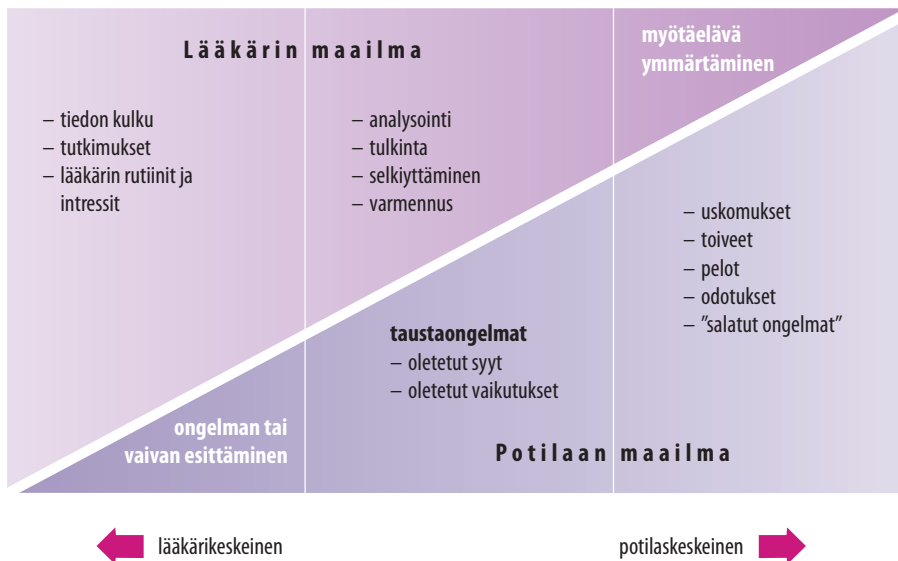 Lääkärin maailma
myötäelävä
ymmärtäminen
– tiedon kulku
– tutkimukset
– lääkärin rutiinit ja
intressit
– analysointi
– tulkinta
– selkiyttäminen
– varmennus
– uskomukset
– toiveet
– pelot
– odotukset
– ”salatut ongelmat”
taustaongelmat
– oletetut syyt
– oletetut vaikutukset
ongelman tai
vaivan esittäminen
Potilaan maailma
lääkärikeskeinen
potilaskeskeinen